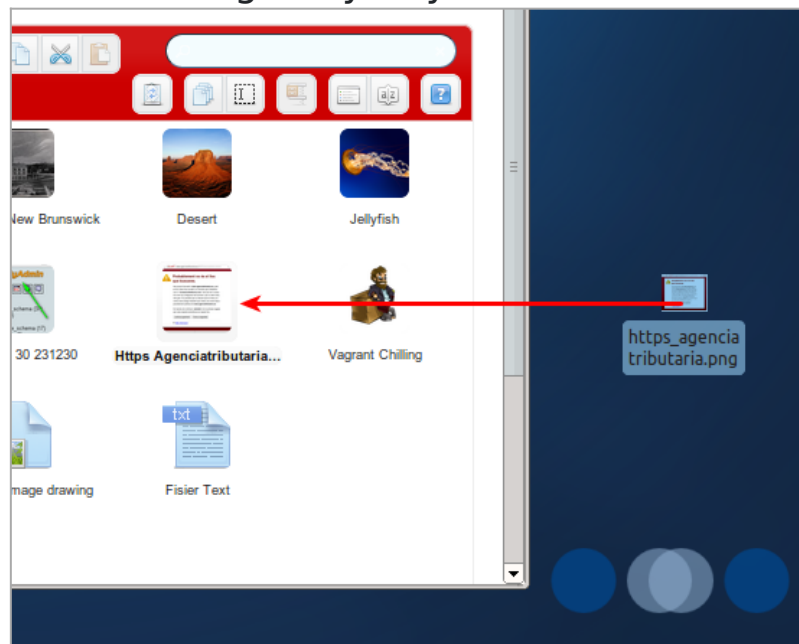 New Brunswick
Desert
Jellyfish
30 231230
Https Agenciatributaria...
Vagrant Chilling
https_agencia
tributaria.png
txt
mage drawing
Fisier Text